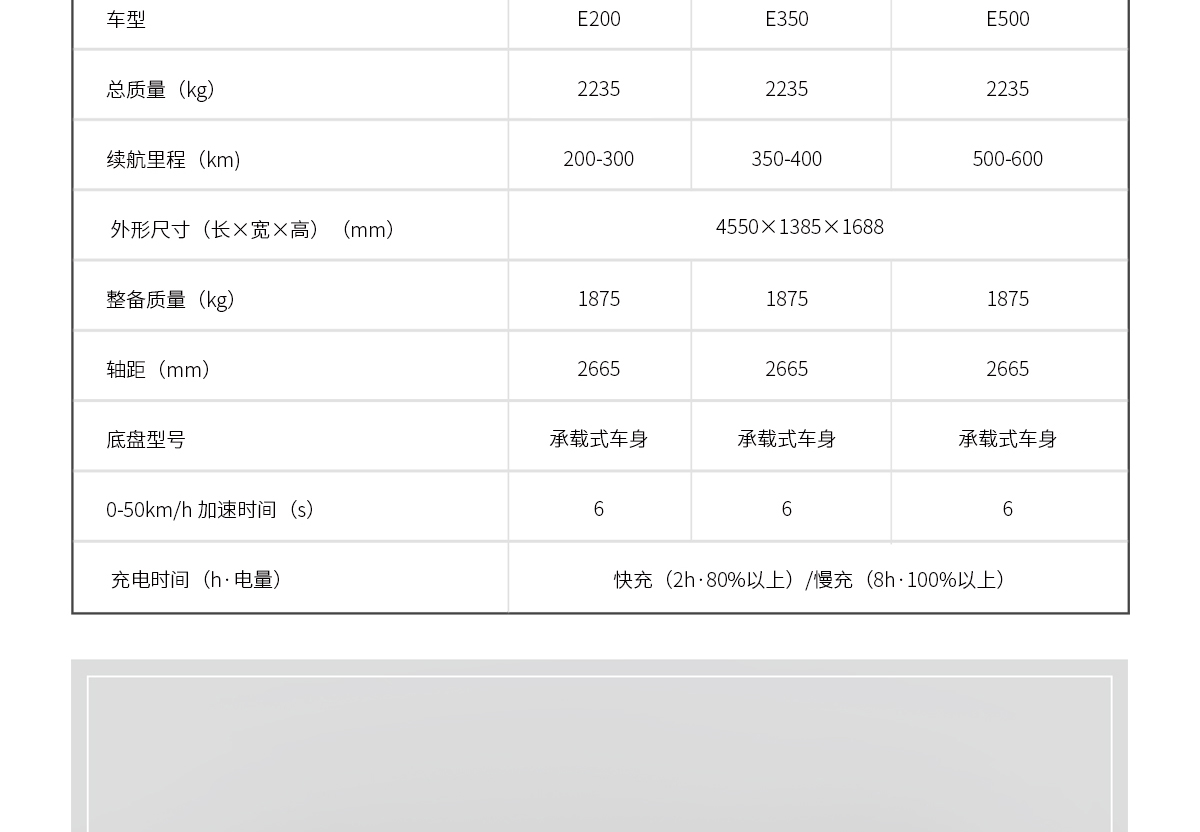 车型 E200 E350 E500
总质量（kg） 2235 2235 2235
续航里程（km) 200-300 350-400 500-600
外形尺寸（长×宽×高）（mm） 4550×1385×1688
整备质量（kg） 1875 1875 1875
轴距（mm） 2665 2665 2665
底盘型号 承载式车身 承载式车身 承载式车身
0-50km/h 加速时间（s） 6 6 6
充电时间（h·电量） 快充（2h·80%以上）/慢充（8h·100%以上）